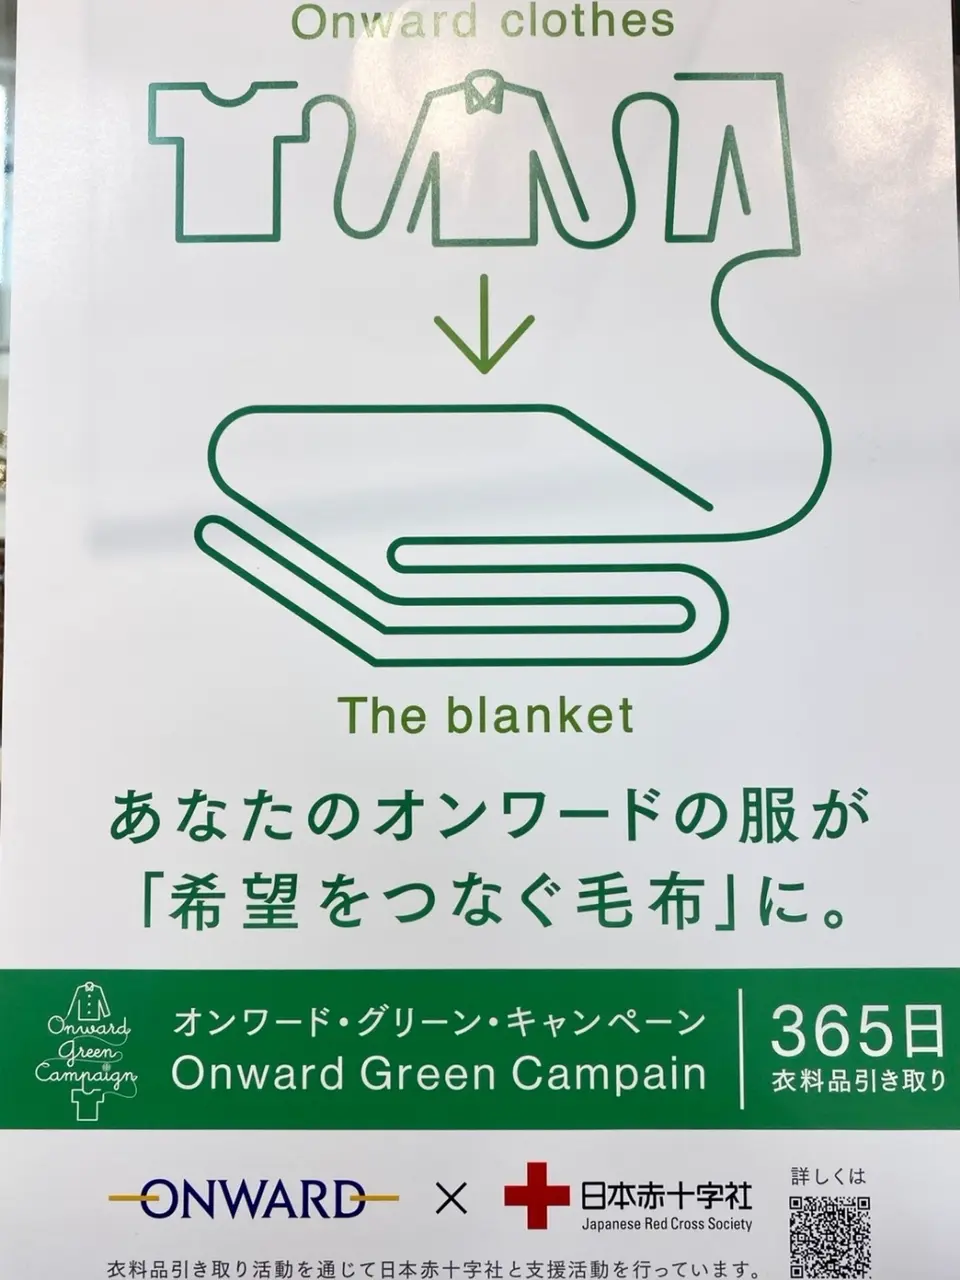 Onward clothes
The blanket
あなたのオンワードの服が
「希望をつなぐ毛布」に。
Onward
Green
Campaign
オンワード・グリーン・キャンペーン
Onward Green Campain
365日
衣料品引き取り
ONWARD × 日本赤十字社
Japanese Red Cross Society
詳しくは
衣料品引き取り活動を通じて日本赤十字社と支援活動を行っています。